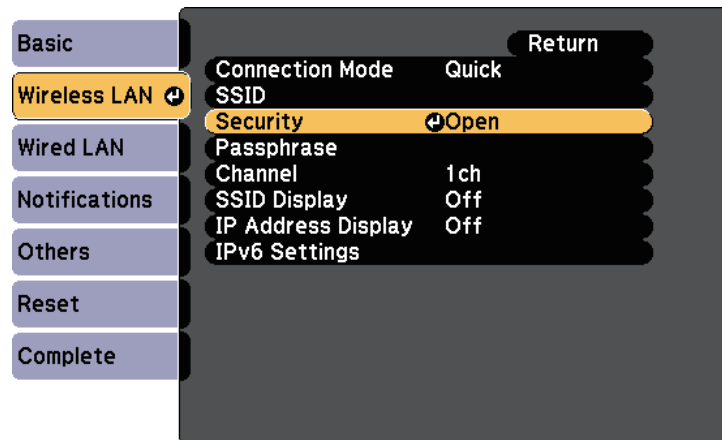 Basic
Wireless LAN
Wired LAN
Notifications
Others
Reset
Complete
Return
Connection Mode Quick
SSID
Security Open
Passphrase
Channel 1ch
SSID Display Off
IP Address Display Off
IPv6 Settings